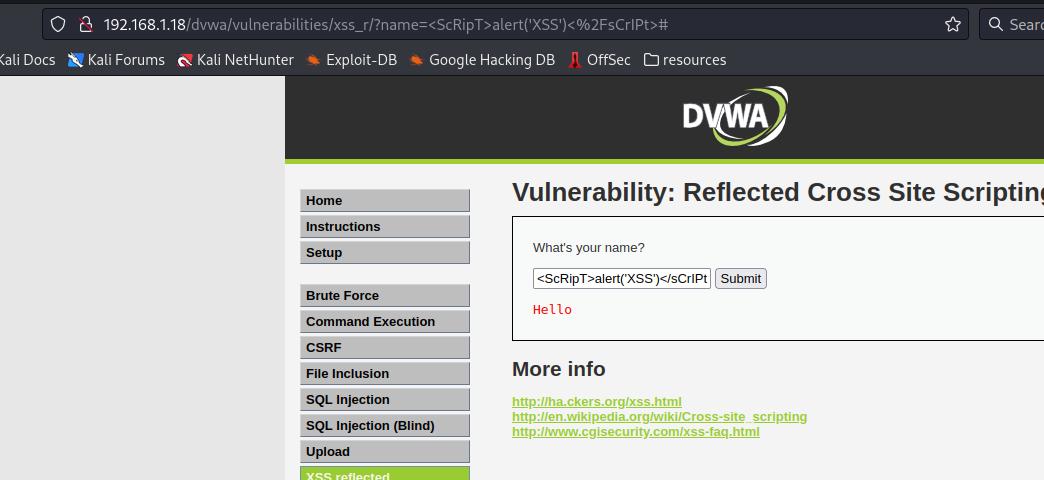 192.168.1.18/dvwa/vulnerabilities/xss_r/?name=<ScRipT>alert('XSS')<%2FsCrIPt>#
Searc
Kali Docs Kali Forums Kali NetHunter Exploit-DB Google Hacking DB OffSec resources
DVWA
Home
Instructions
Setup
Brute Force
Command Execution
CSRF
File Inclusion
SQL Injection
SQL Injection (Blind)
Upload
XSS reflected
Vulnerability: Reflected Cross Site Scripting
What's your name?
<ScRipT>alert('XSS')</sCrIPt Submit
Hello
More info
http://ha.ckers.org/xss.html
http://en.wikipedia.org/wiki/Cross-site_scripting
http://www.cgisecurity.com/xss-faq.html